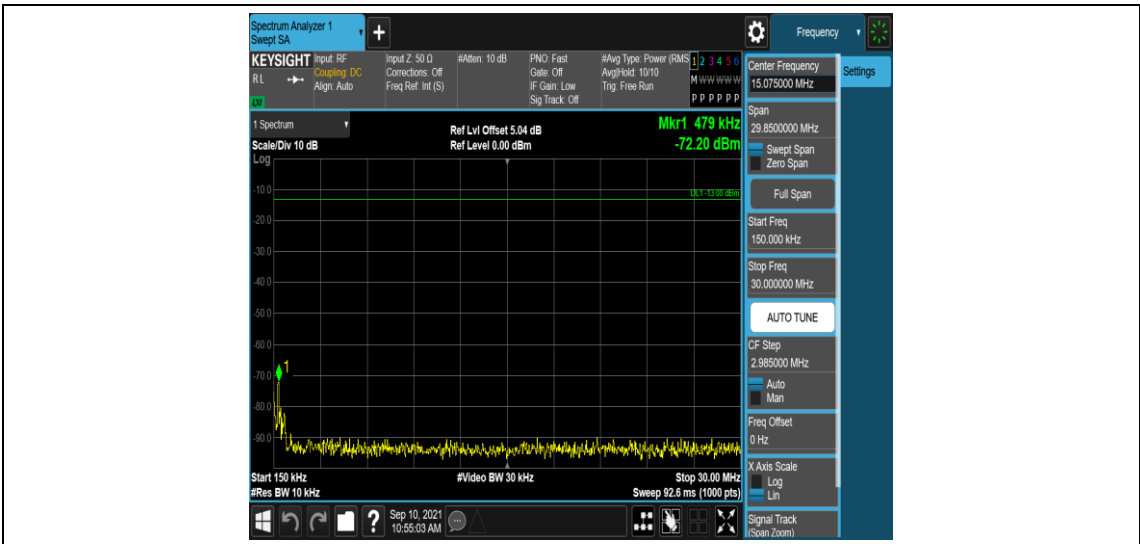 Spectrum Analyzer 1
Swept SA
+
Frequency
KEYSIGHT
RL
LXI
Input: RF
Coupling: DC
Align: Auto
Input Z: 50 Ω
Corrections: Off
Freq Ref: Int (S)
#Atten: 10 dB
PNO: Fast
Gate: Off
IF Gain: Low
Sig Track: Off
#Avg Type: Power (RMS
Avg|Hold: 10/10
Trig: Free Run
1 2 3 4 5 6
M W W W W W
P P P P P P
1 Spectrum
Scale/Div 10 dB
Log
Ref Lvl Offset 5.04 dB
Ref Level 0.00 dBm
Mkr1 479 kHz
-72.20 dBm
DL1 -13.00 dBm
-10.0
-20.0
-30.0
-40.0
-50.0
-60.0
-70.0
-80.0
-90.0
1
Start 150 kHz
#Res BW 10 kHz
#Video BW 30 kHz
Stop 30.00 MHz
Sweep 92.6 ms (1000 pts)
Center Frequency
15.075000 MHz
Settings
Span
29.8500000 MHz
Swept Span
Zero Span
Full Span
Start Freq
150.000 kHz
Stop Freq
30.000000 MHz
AUTO TUNE
CF Step
2.985000 MHz
Auto
Man
Freq Offset
0 Hz
X Axis Scale
Log
Lin
Signal Track
(Span Zoom)
?
Sep 10, 2021
10:55:03 AM